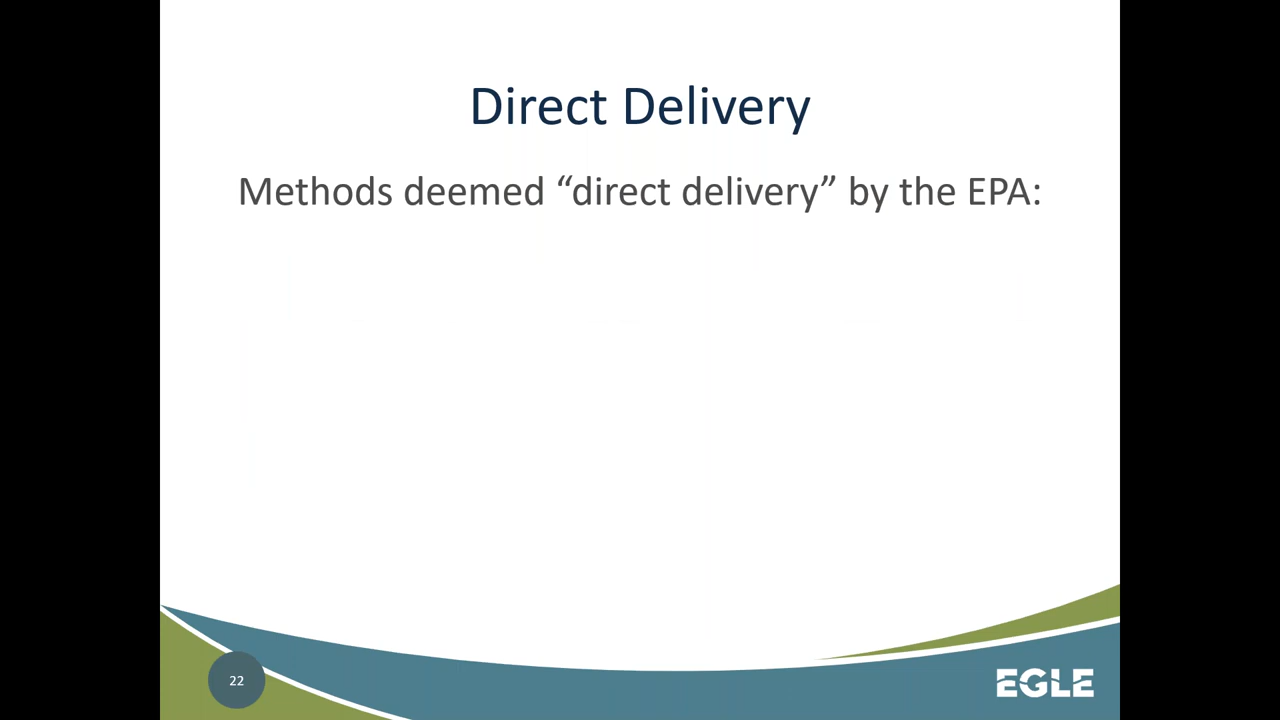 Direct Delivery
Methods deemed “direct delivery” by the EPA:
22
EGLE